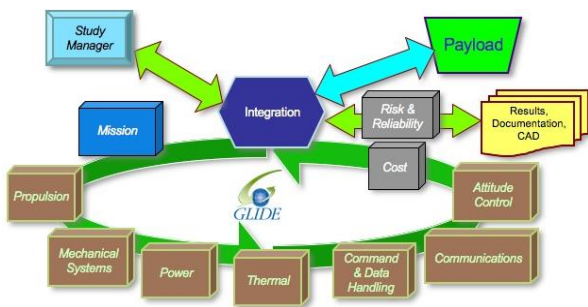 Study
Manager
Payload
Integration
Risk &
Reliability
Results,
Documentation,
CAD
Mission
Cost
Propulsion
GLIDE
Attitude
Control
Mechanical
Systems
Power
Thermal
Command
& Data
Handling
Communications